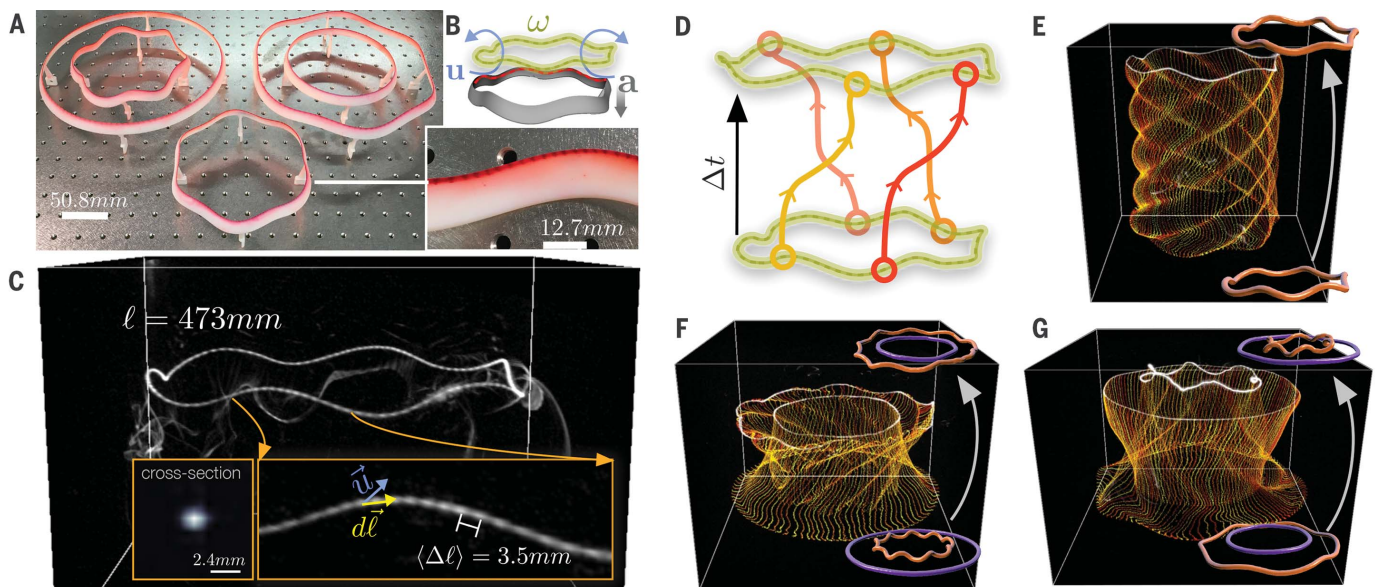 A
50.8mm
B
ω
u
a
12.7mm
C
ℓ = 473mm
cross-section
2.4mm
u⃗
dℓ⃗
⟨Δℓ⟩ = 3.5mm
D
Δt
E
F
G